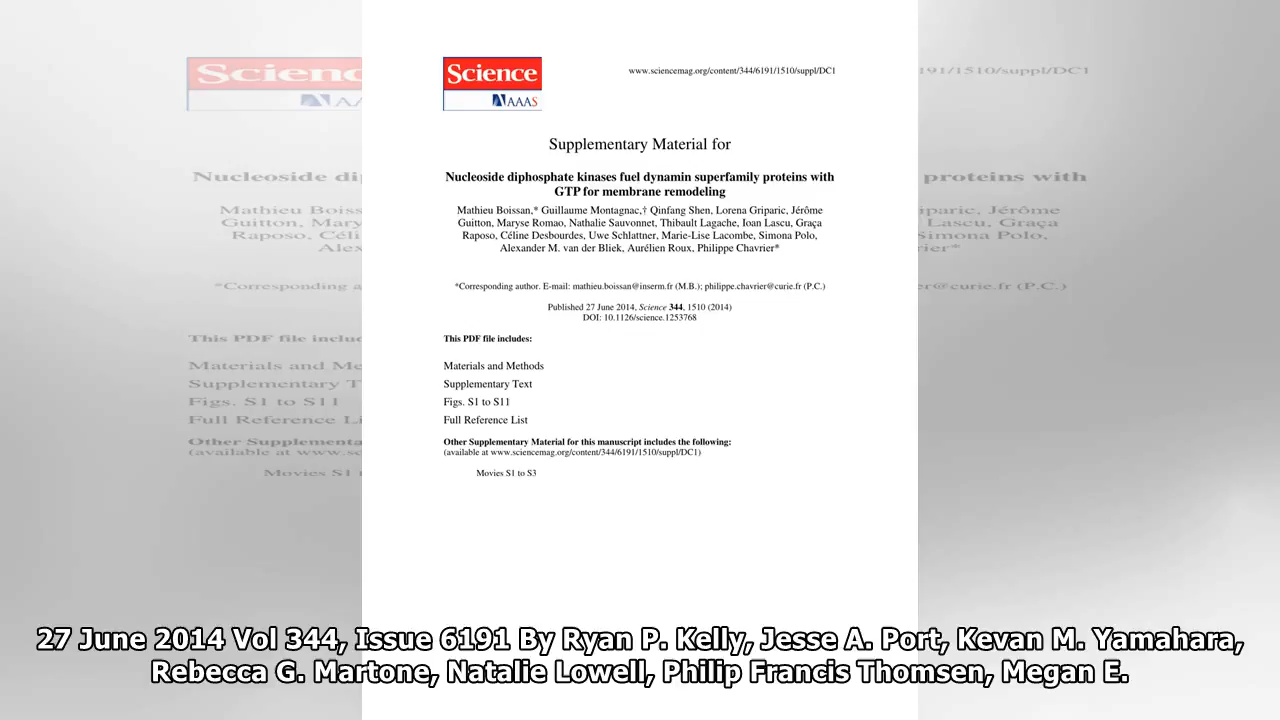 Science
AAAS
www.sciencemag.org/content/344/6191/1510/suppl/DC1
Supplementary Material for
Nucleoside diphosphate kinases fuel dynamin superfamily proteins with
GTP for membrane remodeling
Mathieu Boissan,* Guillaume Montagnac,† Qinfang Shen, Lorena Griparic, Jérôme
Guitton, Maryse Romao, Nathalie Sauvonnet, Thibault Lagache, Ioan Lascu, Graça
Raposo, Céline Desbourdes, Uwe Schlattner, Marie-Lise Lacombe, Simona Polo,
Alexander M. van der Bliek, Aurélien Roux, Philippe Chavrier*
*Corresponding author. E-mail: mathieu.boissan@inserm.fr (M.B.); philippe.chavrier@curie.fr (P.C.)
Published 27 June 2014, Science 344, 1510 (2014)
DOI: 10.1126/science.1253768
This PDF file includes:
Materials and Methods
Supplementary Text
Figs. S1 to S11
Full Reference List
Other Supplementary Material for this manuscript includes the following:
(available at www.sciencemag.org/content/344/6191/1510/suppl/DC1)
Movies S1 to S3
27 June 2014 Vol 344, Issue 6191 By Ryan P. Kelly, Jesse A. Port, Kevan M. Yamahara,
Rebecca G. Martone, Natalie Lowell, Philip Francis Thomsen, Megan E.